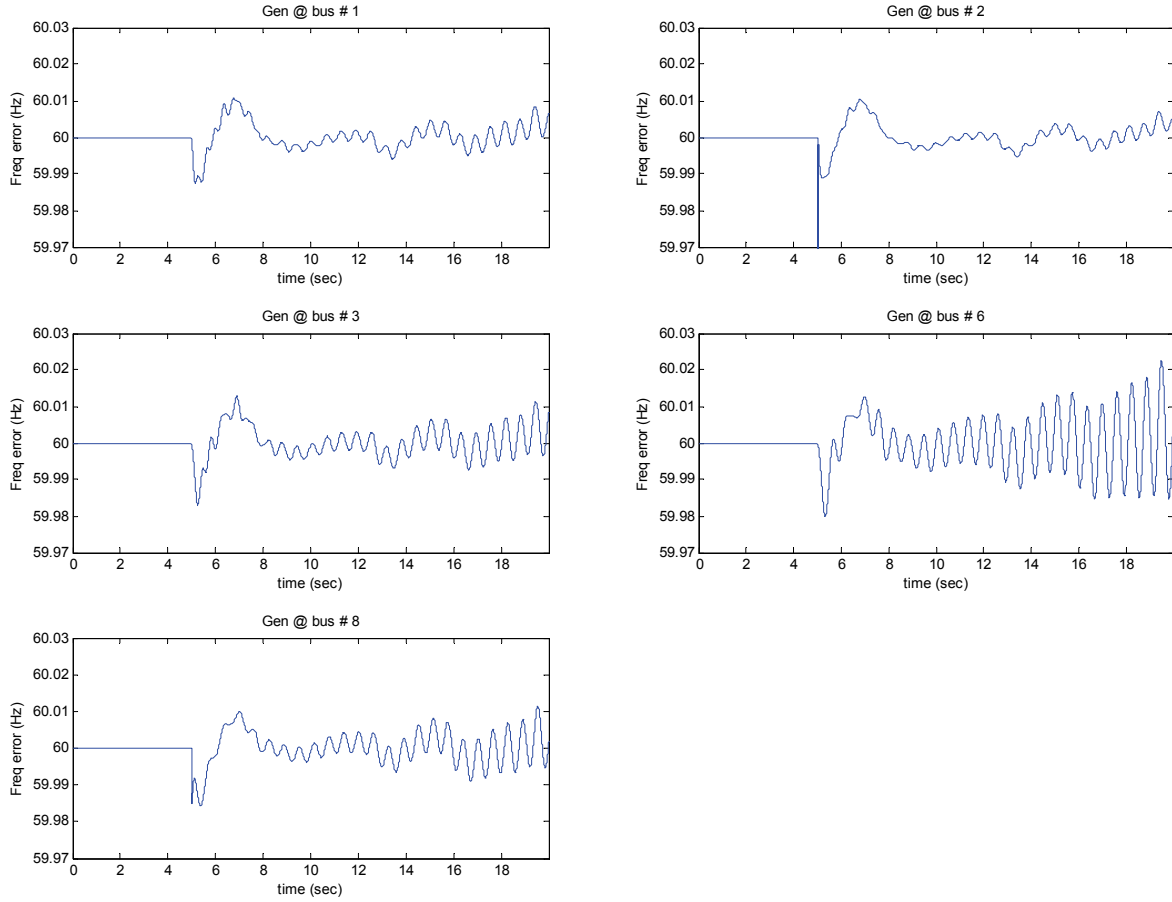 Gen @ bus # 1
60.03
60.02
60.01
60
59.99
59.98
59.97
Freq error (Hz)
0 2 4 6 8 10 12 14 16 18
time (sec)
Gen @ bus # 2
60.03
60.02
60.01
60
59.99
59.98
59.97
Freq error (Hz)
0 2 4 6 8 10 12 14 16 18
time (sec)
Gen @ bus # 3
60.03
60.02
60.01
60
59.99
59.98
59.97
Freq error (Hz)
0 2 4 6 8 10 12 14 16 18
time (sec)
Gen @ bus # 6
60.03
60.02
60.01
60
59.99
59.98
59.97
Freq error (Hz)
0 2 4 6 8 10 12 14 16 18
time (sec)
Gen @ bus # 8
60.03
60.02
60.01
60
59.99
59.98
59.97
Freq error (Hz)
0 2 4 6 8 10 12 14 16 18
time (sec)